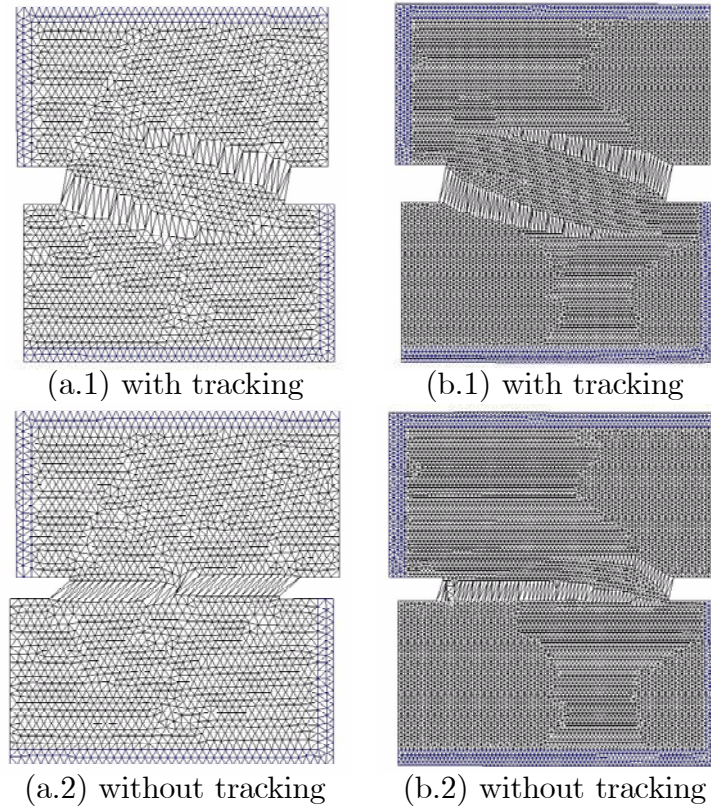 (a.1) with tracking
(b.1) with tracking
(a.2) without tracking
(b.2) without tracking